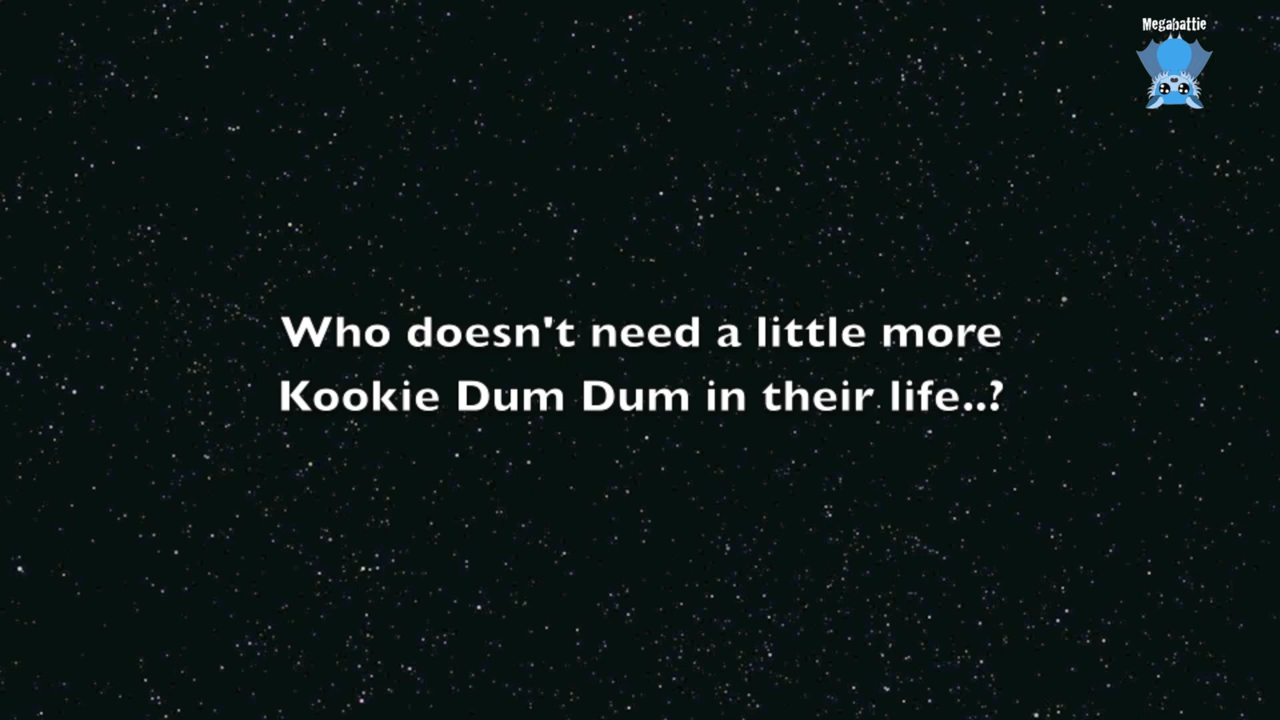 Megabattie
Who doesn't need a little more
Kookie Dum Dum in their life..?